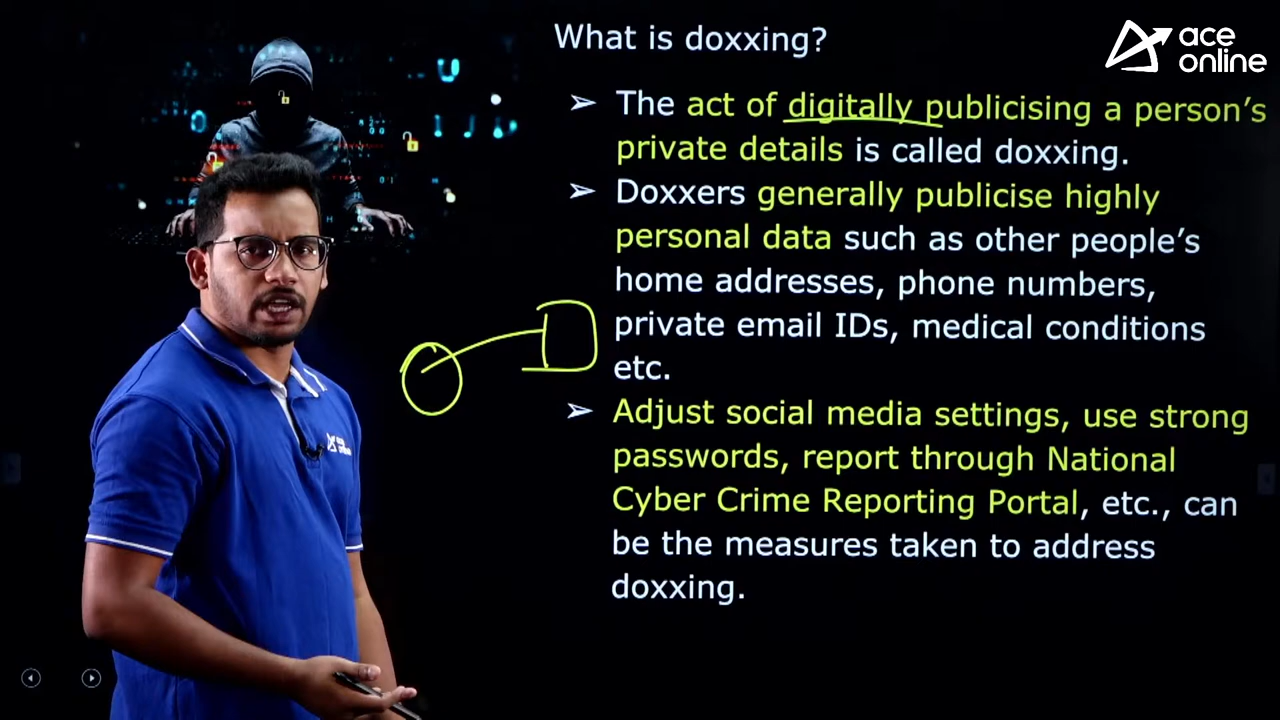 What is doxxing?
ace
online
➢ The act of digitally publicising a person’s
private details is called doxxing.
➢ Doxxers generally publicise highly
personal data such as other people’s
home addresses, phone numbers,
private email IDs, medical conditions
etc.
➢ Adjust social media settings, use strong
passwords, report through National
Cyber Crime Reporting Portal, etc., can
be the measures taken to address
doxxing.
ace
online